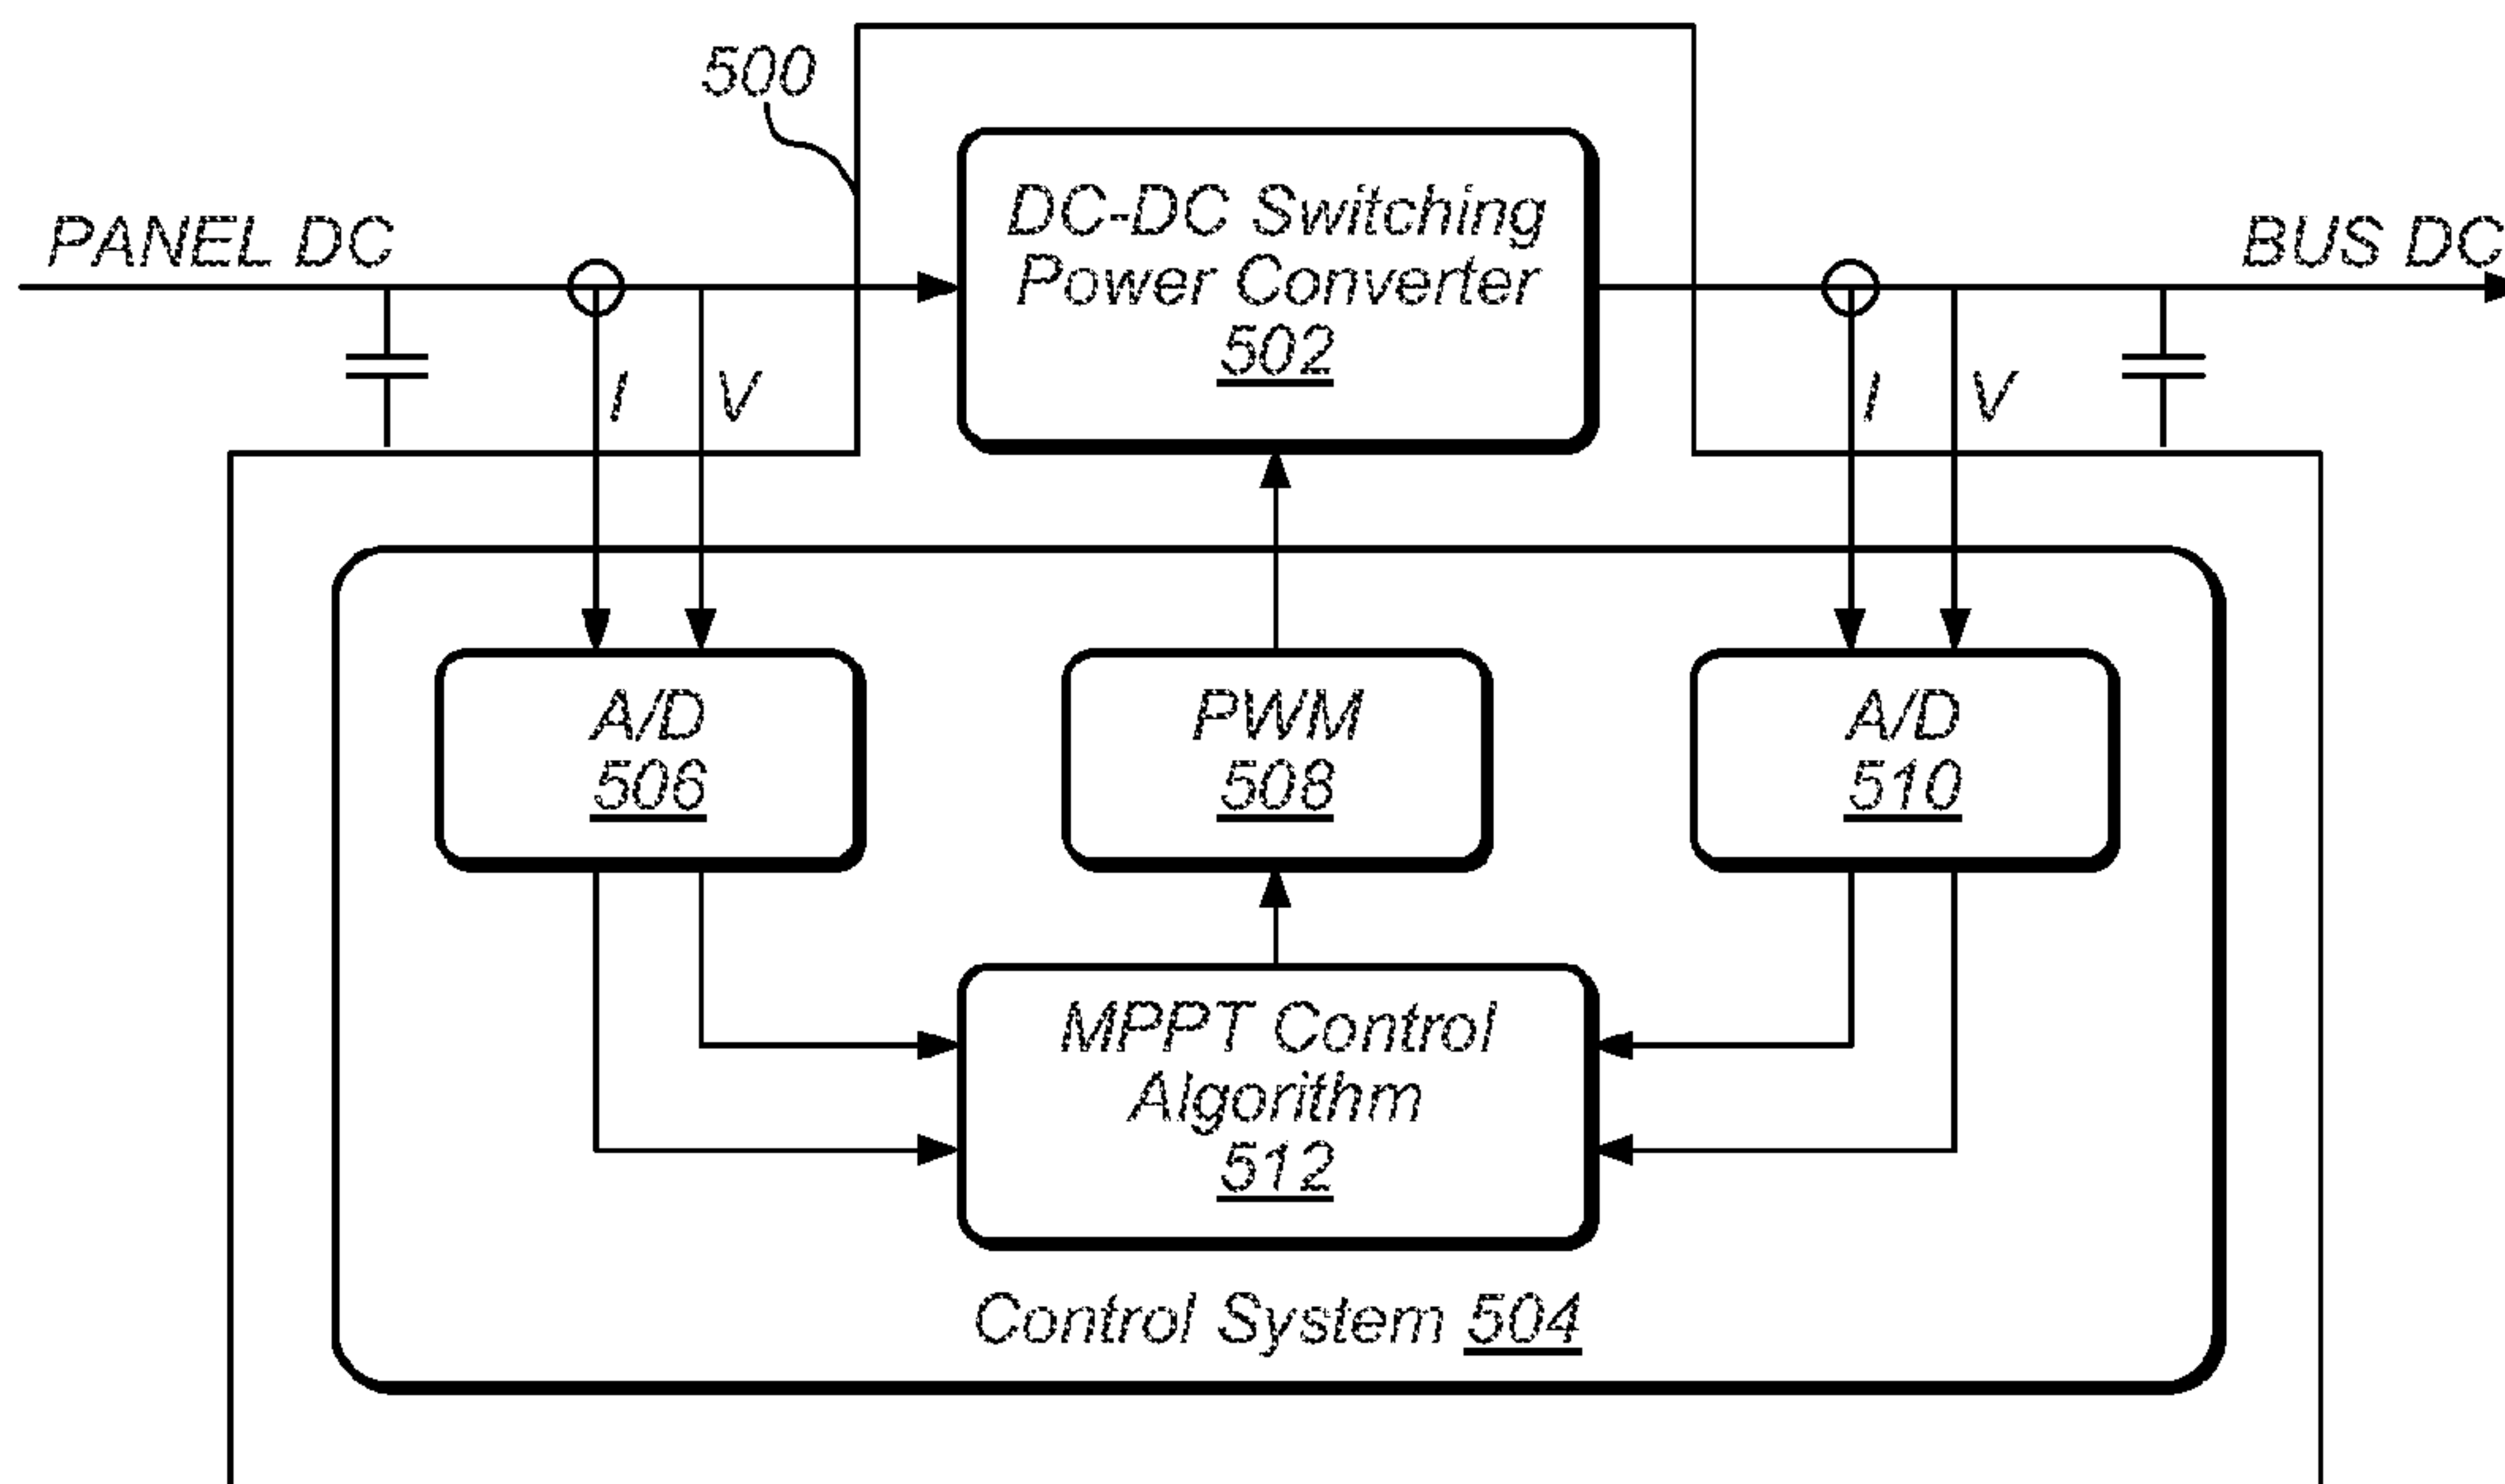 500
PANEL DC
DC-DC Switching
Power Converter
502
BUS DC
I
V
I
V
A/D
506
PWM
508
A/D
510
MPPT Control
Algorithm
512
Control System 504